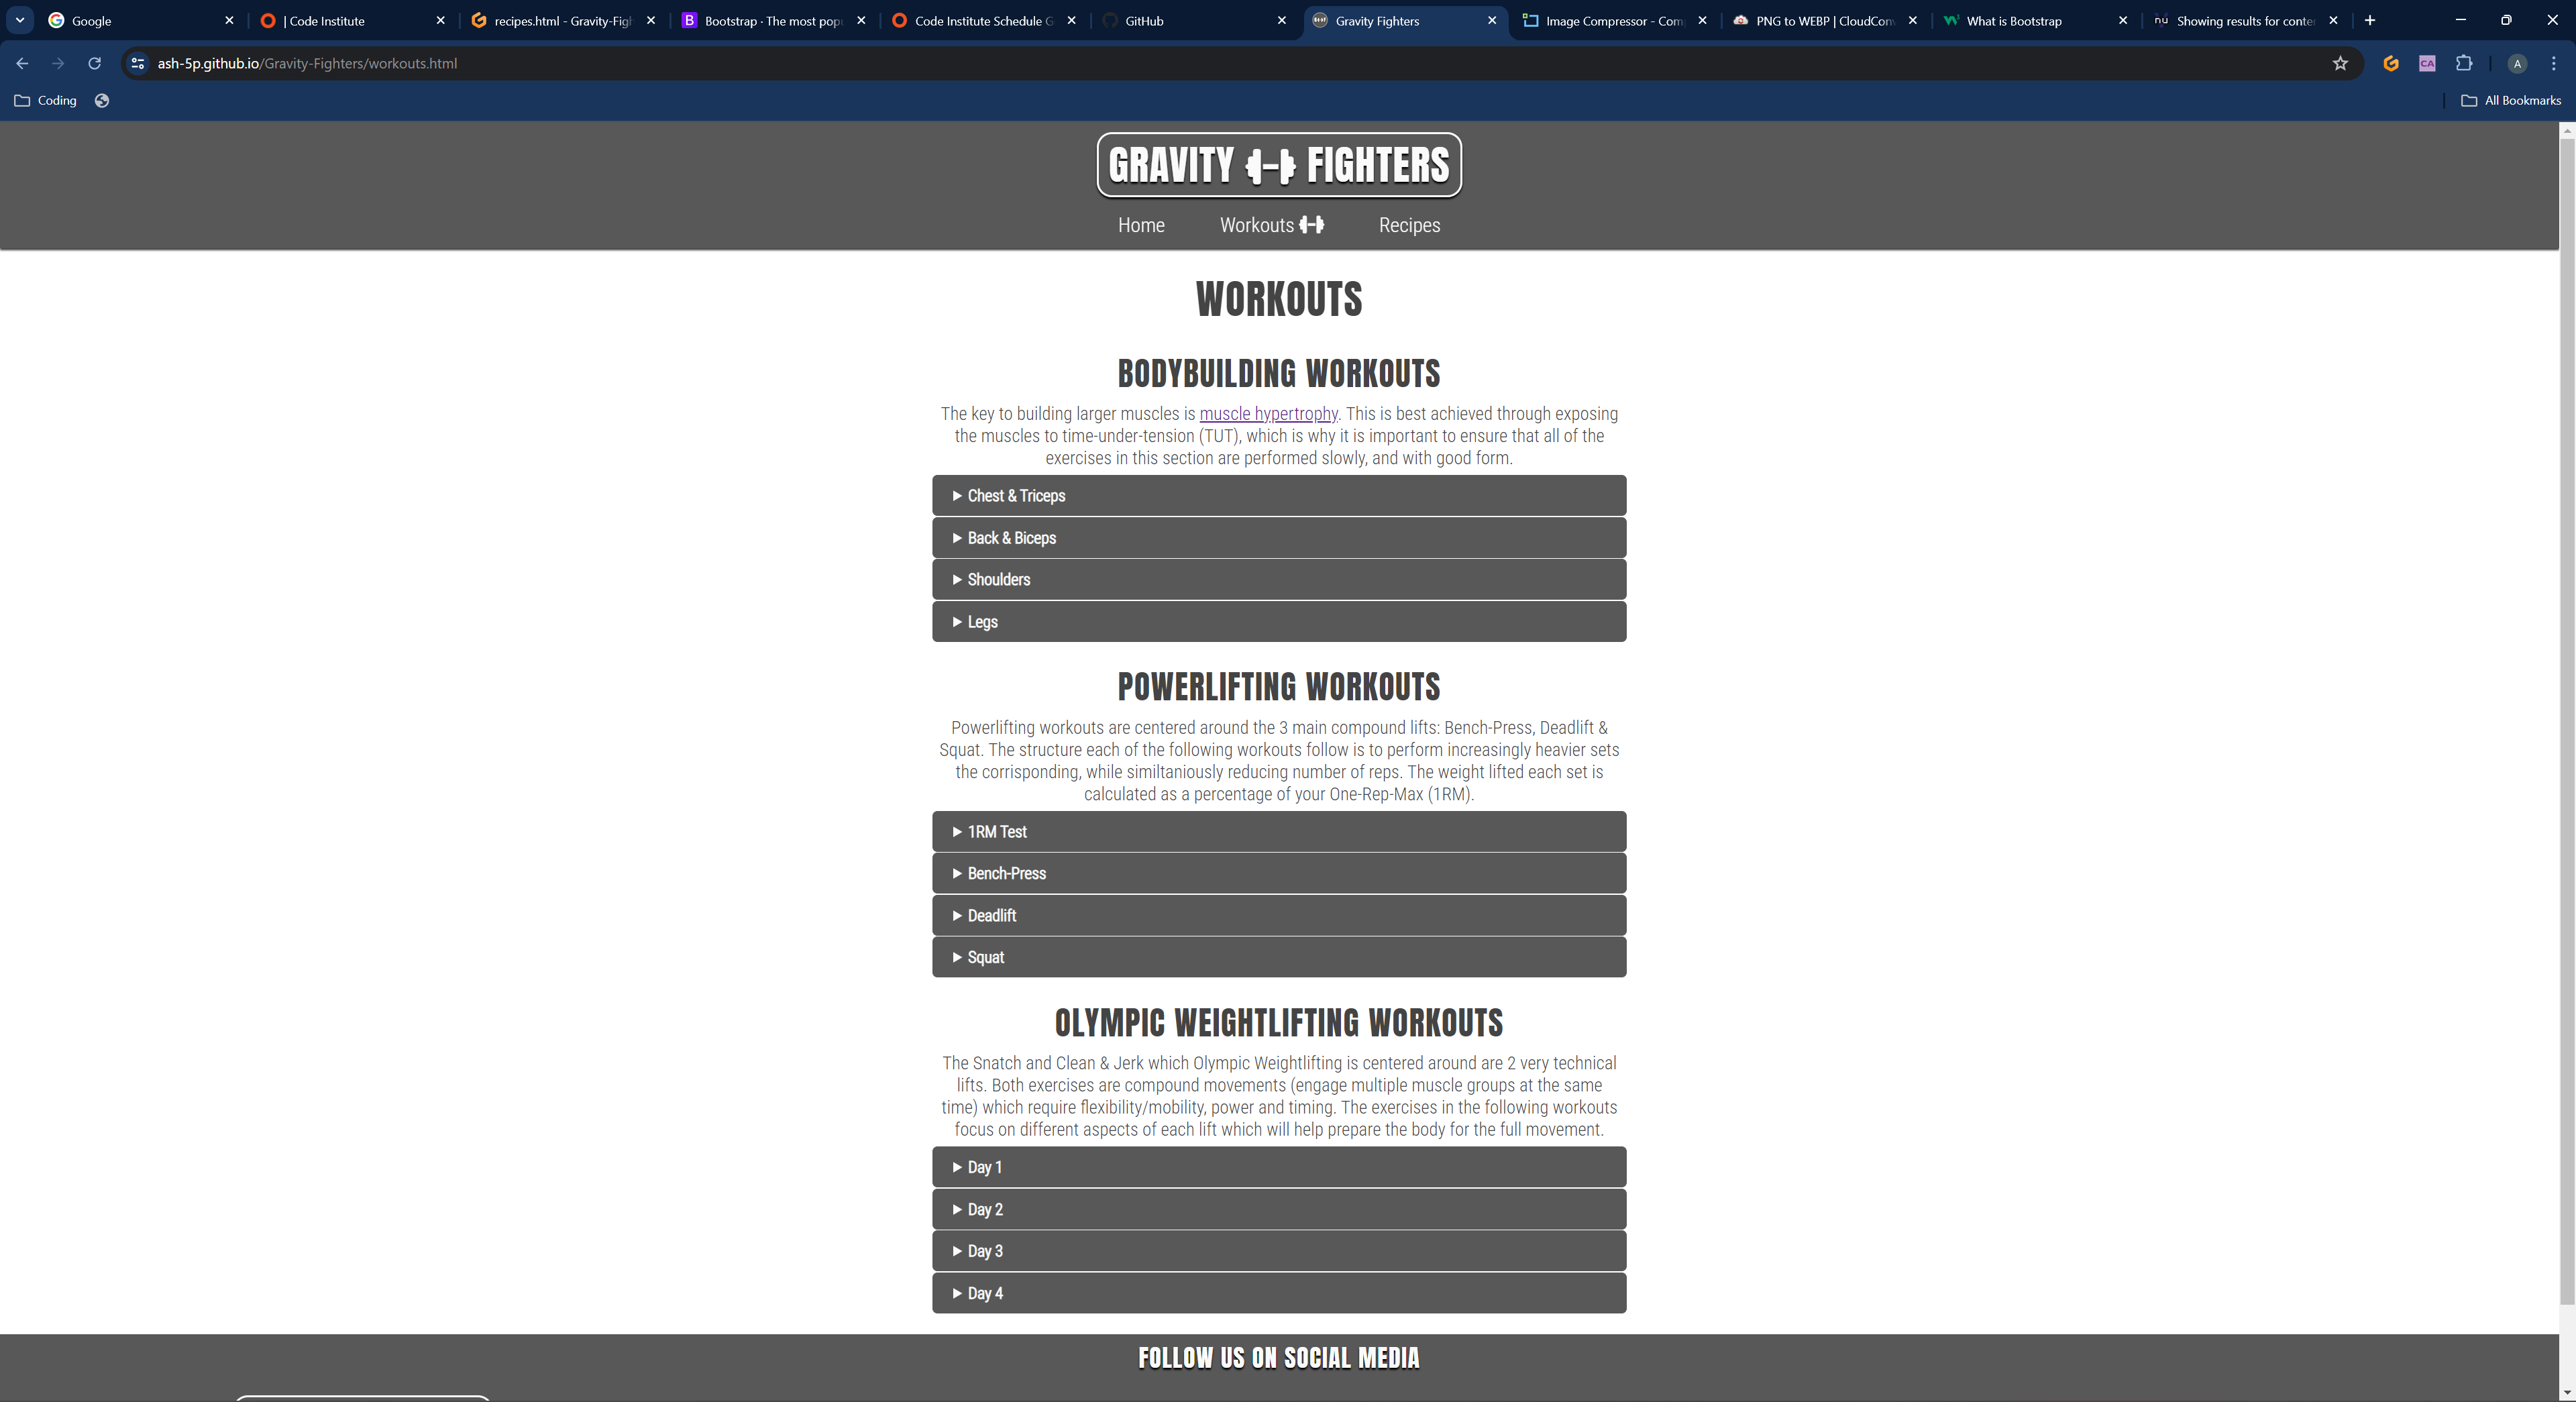 Google
| Code Institute
recipes.html - Gravity-Figh
Bootstrap · The most popu
Code Institute Schedule G
GitHub
Gravity Fighters
Image Compressor - Com
PNG to WEBP | CloudConv
What is Bootstrap
Showing results for conter
ash-5p.github.io/Gravity-Fighters/workouts.html
CA
A
Coding
All Bookmarks
GRAVITY FIGHTERS
Home
Workouts
Recipes
WORKOUTS
BODYBUILDING WORKOUTS
The key to building larger muscles is muscle hypertrophy. This is best achieved through exposing
the muscles to time-under-tension (TUT), which is why it is important to ensure that all of the
exercises in this section are performed slowly, and with good form.
Chest & Triceps
Back & Biceps
Shoulders
Legs
POWERLIFTING WORKOUTS
Powerlifting workouts are centered around the 3 main compound lifts: Bench-Press, Deadlift &
Squat. The structure each of the following workouts follow is to perform increasingly heavier sets
the corrisponding, while similtaniously reducing number of reps. The weight lifted each set is
calculated as a percentage of your One-Rep-Max (1RM).
1RM Test
Bench-Press
Deadlift
Squat
OLYMPIC WEIGHTLIFTING WORKOUTS
The Snatch and Clean & Jerk which Olympic Weightlifting is centered around are 2 very technical
lifts. Both exercises are compound movements (engage multiple muscle groups at the same
time) which require flexibility/mobility, power and timing. The exercises in the following workouts
focus on different aspects of each lift which will help prepare the body for the full movement.
Day 1
Day 2
Day 3
Day 4
FOLLOW US ON SOCIAL MEDIA